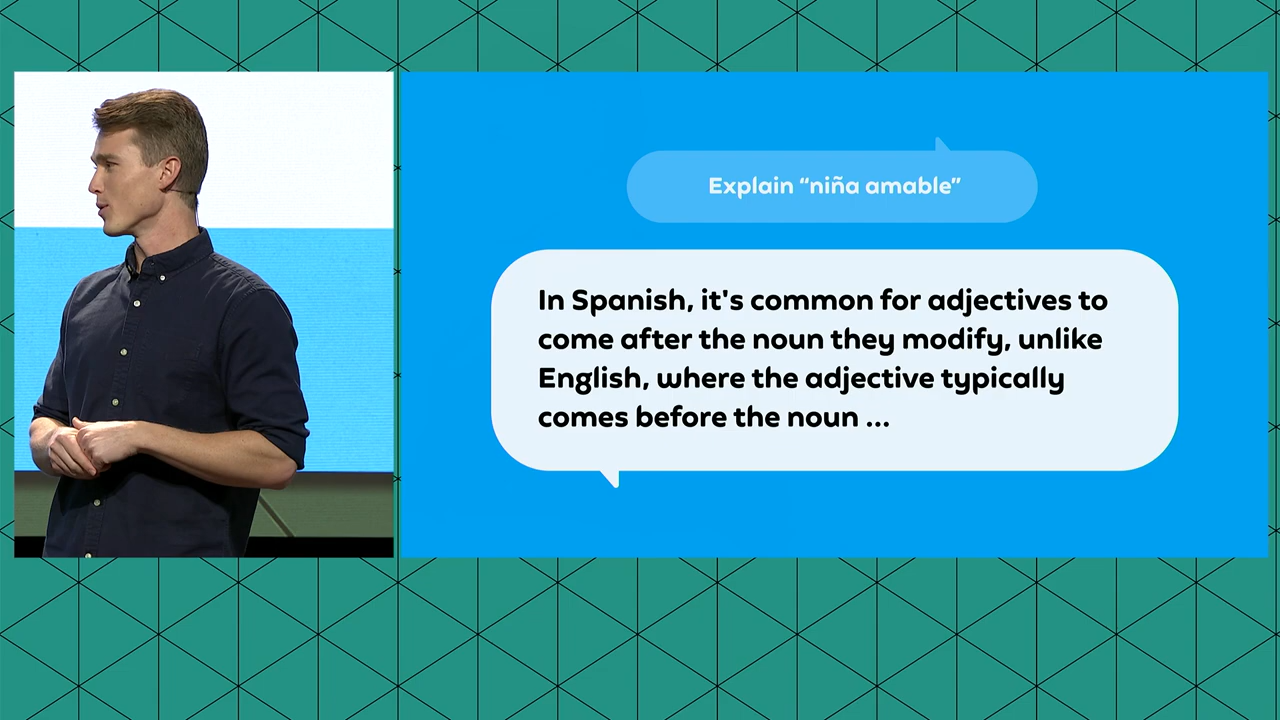 Explain “niña amable”
In Spanish, it's common for adjectives to
come after the noun they modify, unlike
English, where the adjective typically
comes before the noun ...